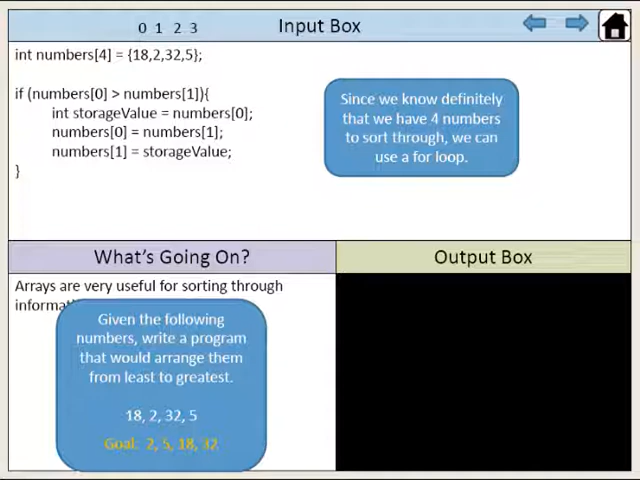 0 1 2 3
Input Box
int numbers[4] = {18,2,32,5};
if (numbers[0] > numbers[1]){
int storageValue = numbers[0];
numbers[0] = numbers[1];
numbers[1] = storageValue;
}
Since we know definitely
that we have 4 numbers
to sort through, we can
use a for loop.
What's Going On?
Output Box
Arrays are very useful for sorting through
Given the following
numbers, write a program
that would arrange them
from least to greatest.
18, 2, 32, 5
Goal: 2, 5, 18, 32